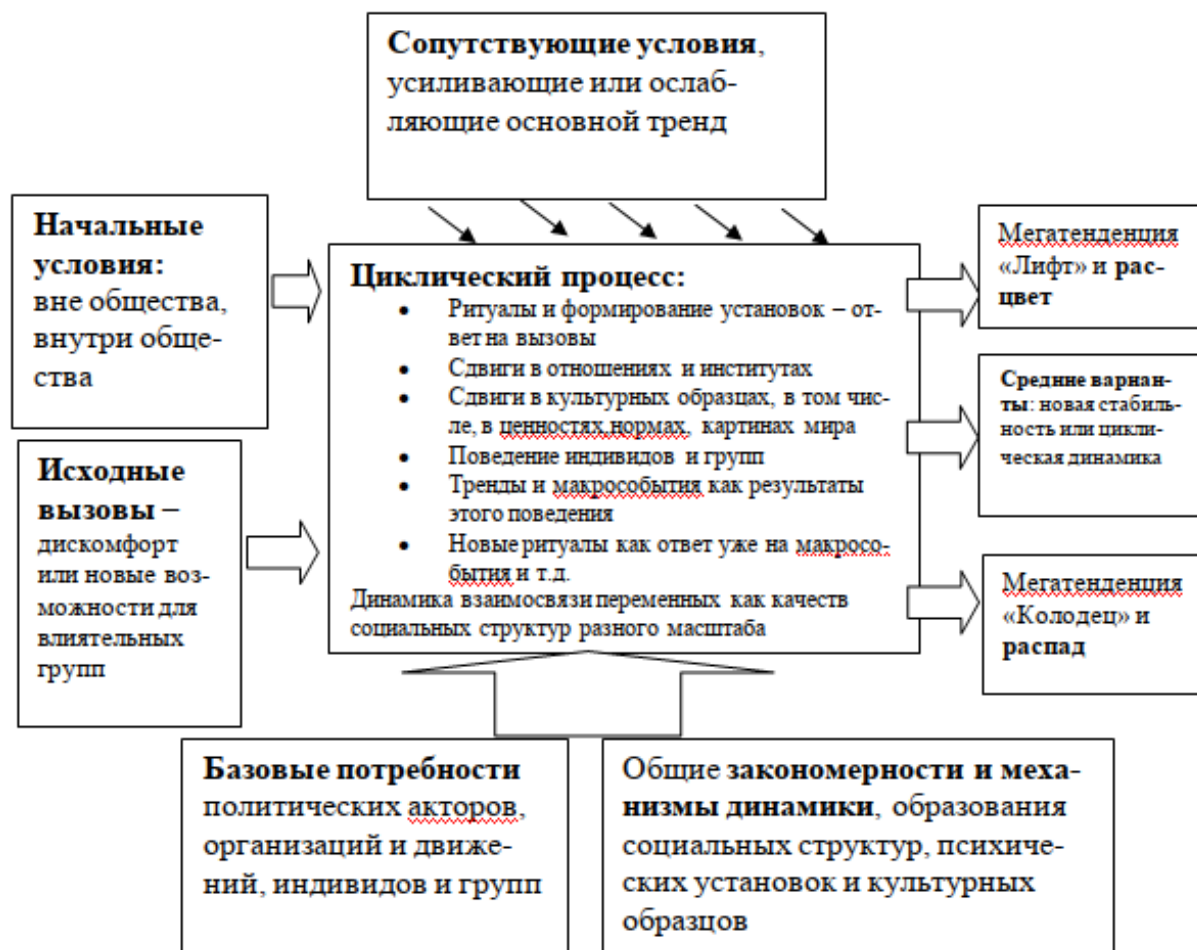 Сопутствующие условия,
усиливающие или ослаб-
ляющие основной тренд
Начальные
условия:
вне общества,
внутри обще-
ства
Исходные
вызовы –
дискомфорт
или новые воз-
можности для
влиятельных
групп
Циклический процесс:
• Ритуалы и формирование установок – от-
вет на вызовы
• Сдвиги в отношениях и институтах
• Сдвиги в культурных образцах, в том чис-
ле, в ценностях,нормах, картинах мира
• Поведение индивидов и групп
• Тренды и макрособытия как результаты
этого поведения
• Новые ритуалы как ответ уже на макросо-
бытия и т.д.
Динамика взаимосвязи переменных как качеств
социальных структур разного масштаба
Мегатенденция
«Лифт» и рас-
цвет
Средние вариан-
ты: новая стабиль-
ность или цикли-
ческая динамика
Мегатенденция
«Колодец» и
распад
Базовые потребности
политических акторов,
организаций и движе-
ний, индивидов и групп
Общие закономерности и меха-
низмы динамики, образования
социальных структур, психиче-
ских установок и культурных
образцов